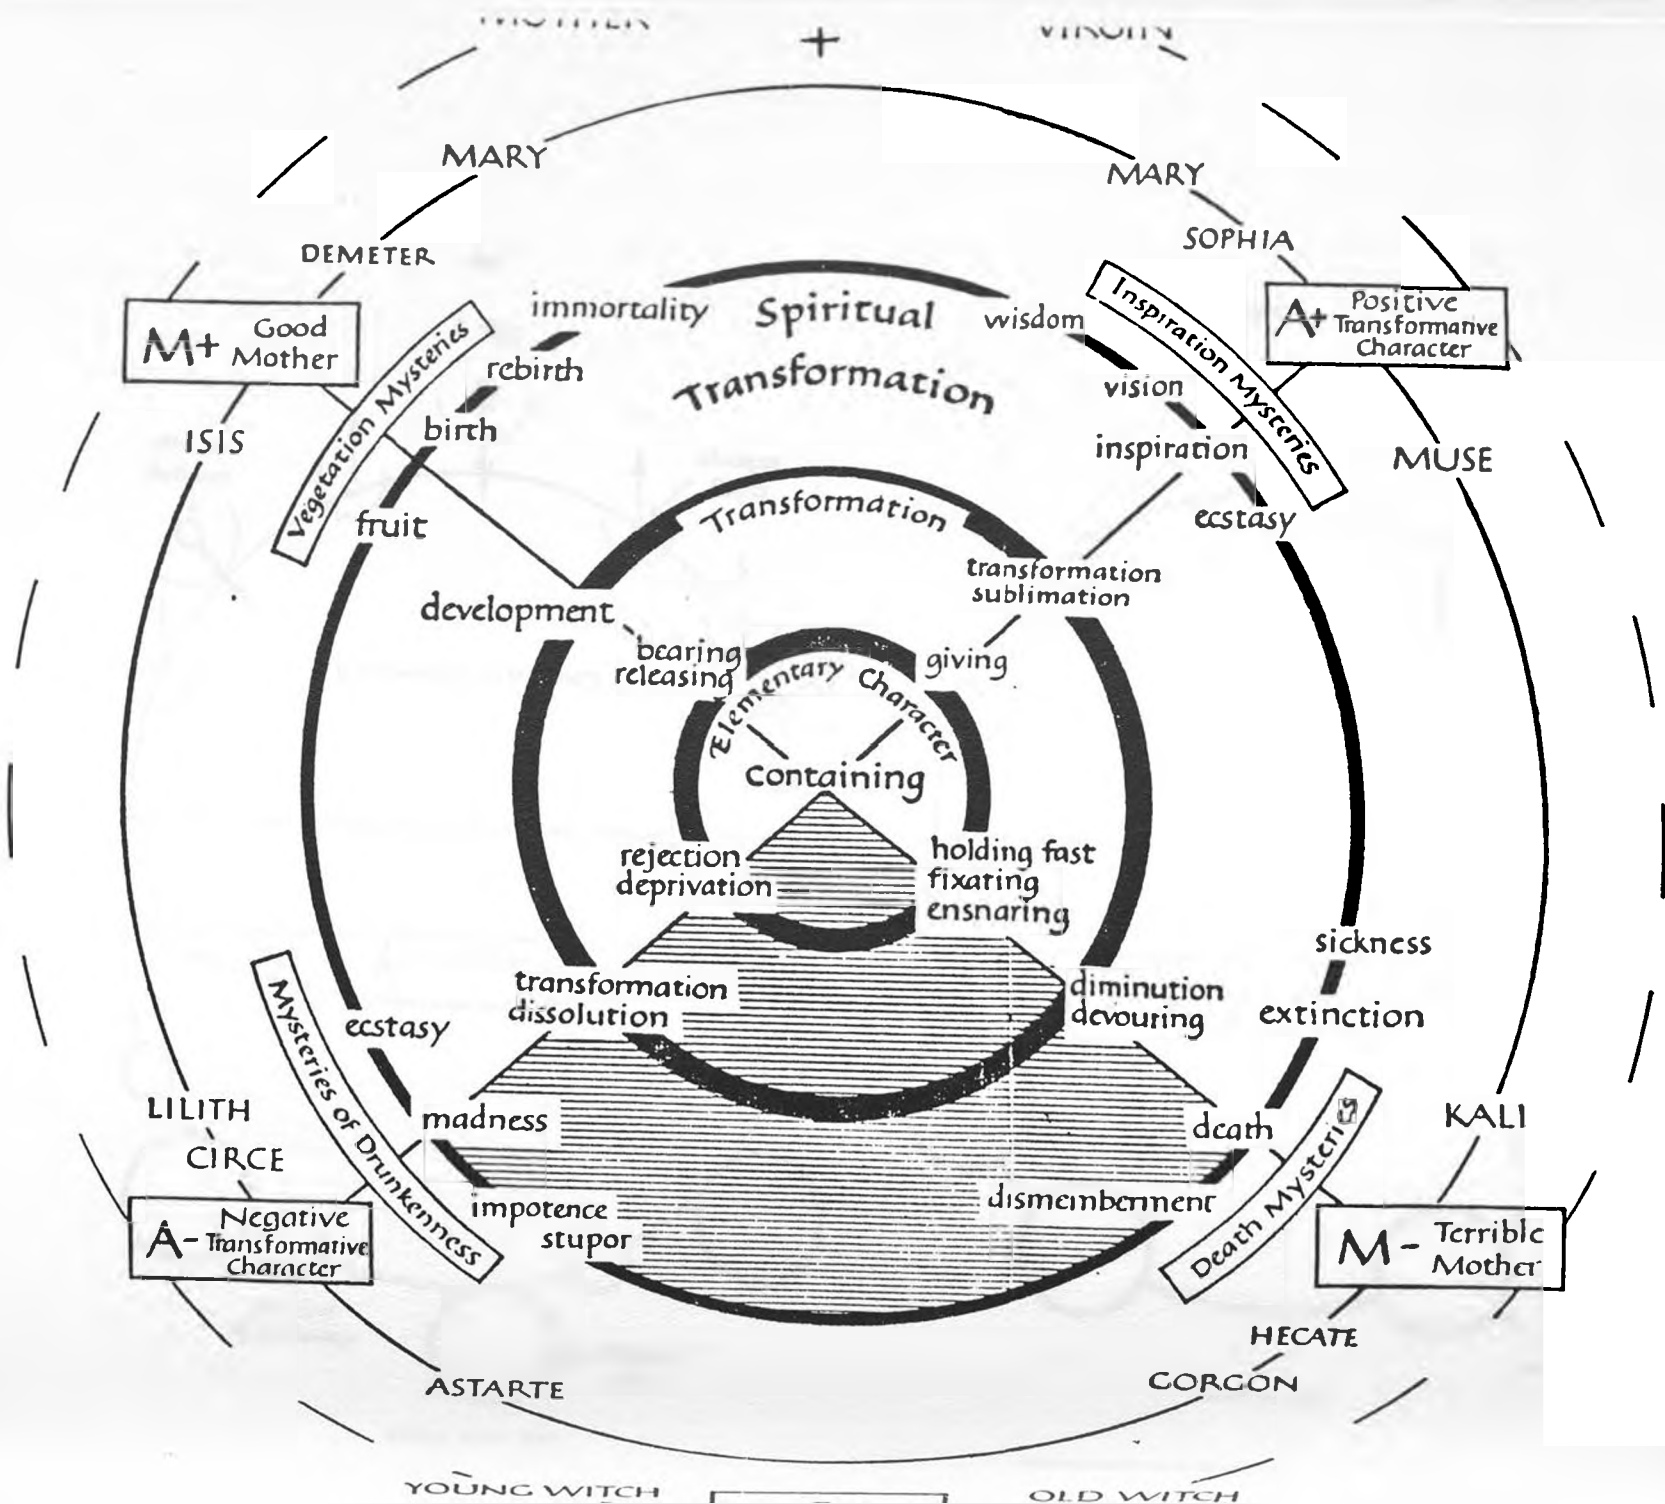 MOTHER
+
VIRGIN
MARY
MARY
DEMETER
SOPHIA
M+ Good
Mother
immortality
Spiritual
Transformation
wisdom
Inspiration Mysteries
A+ Positive
Transformative
Character
Vegetation Mysteries
rebirth
vision
birth
inspiration
ISIS
MUSE
fruit
Transformation
ecstasy
development
transformation
sublimation
bearing
releasing
giving
Elementary Character
Containing
rejection
deprivation
holding fast
fixating
ensnaring
sickness
transformation
dissolution
diminution
devouring
ecstasy
extinction
Mysteries of Drunkenness
LILITH
CIRCE
madness
death
KALI
Death Mysteries
impotence
stupor
dismemberment
A- Negative
Transformative
Character
M- Terrible
Mother
HECATE
ASTARTE
GORGON
YOUNG WITCH
OLD WITCH